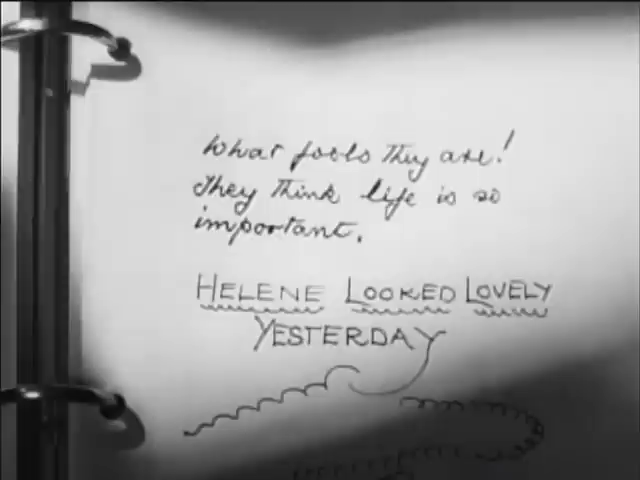 What fools they are!
They think life is so
important.
HELENE LOOKED LOVELY
YESTERDAY